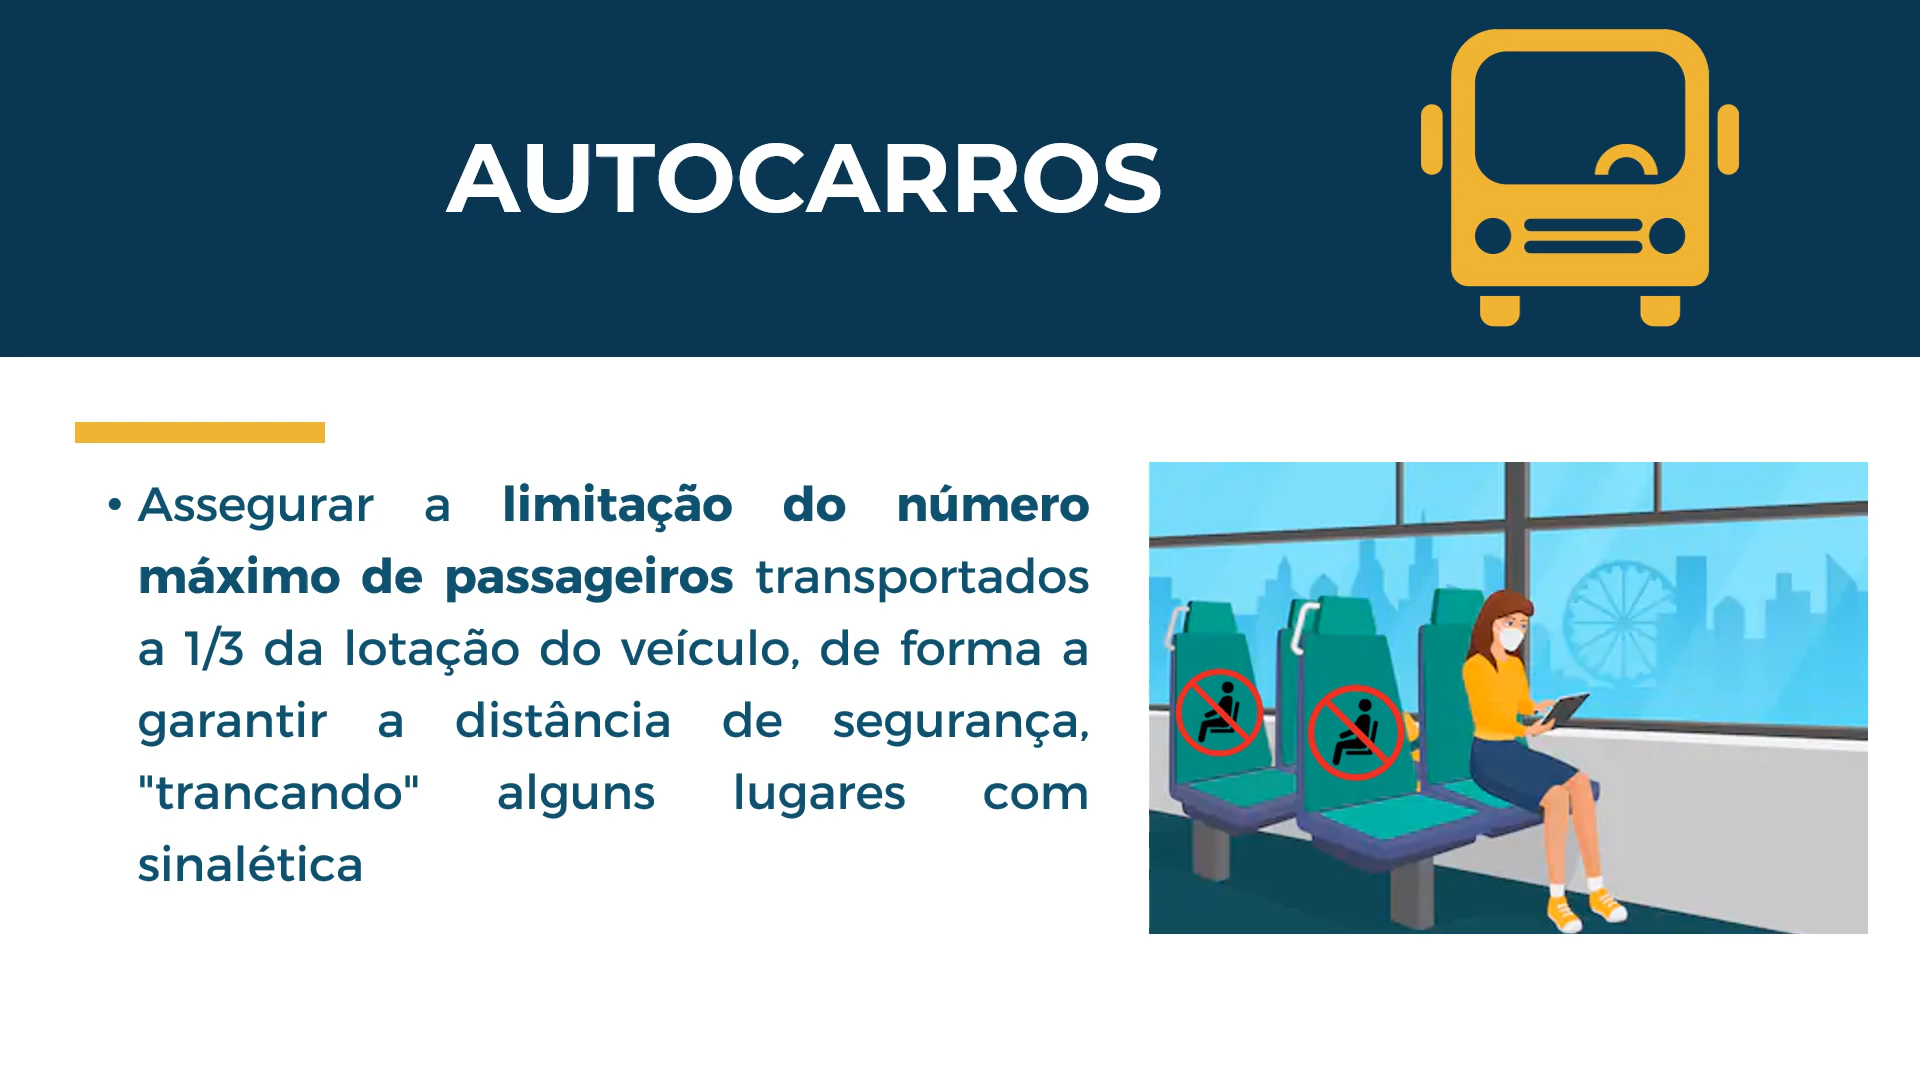 AUTOCARROS
• Assegurar a limitação do número
máximo de passageiros transportados
a 1/3 da lotação do veículo, de forma a
garantir a distância de segurança,
"trancando" alguns lugares com
sinalética